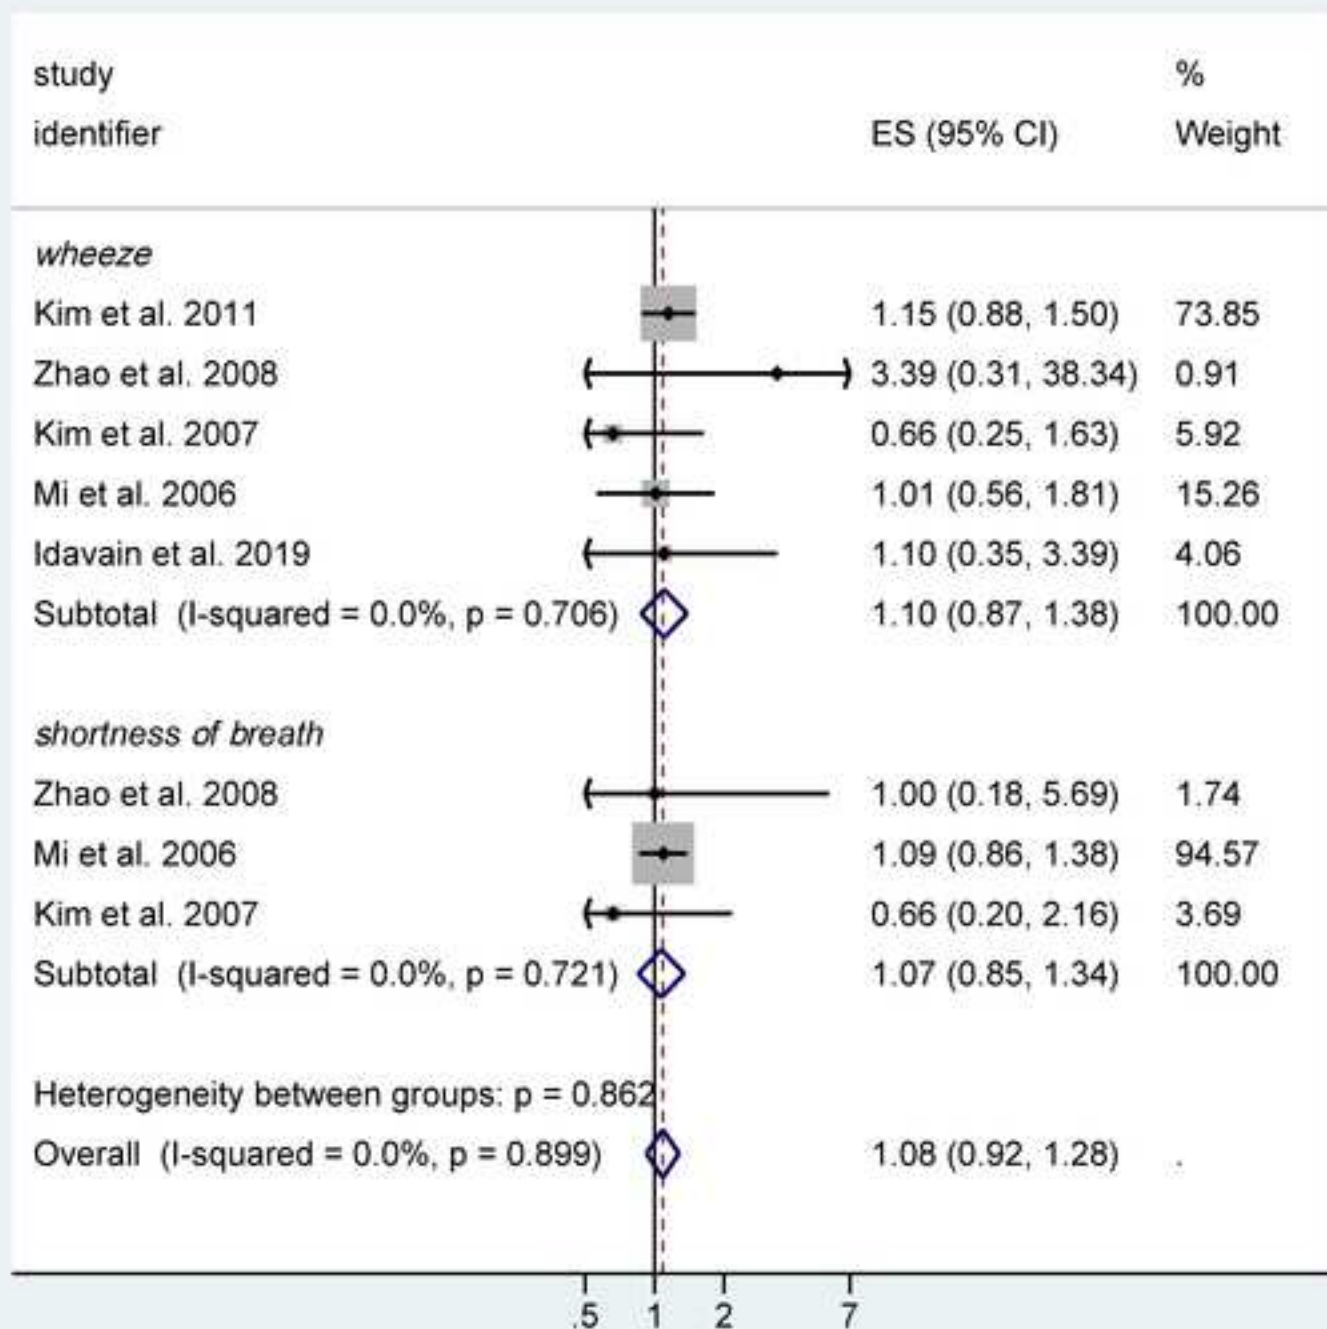 study %
identifier ES (95% CI) Weight
wheeze
Kim et al. 2011 1.15 (0.88, 1.50) 73.85
Zhao et al. 2008 3.39 (0.31, 38.34) 0.91
Kim et al. 2007 0.66 (0.25, 1.63) 5.92
Mi et al. 2006 1.01 (0.56, 1.81) 15.26
Idavain et al. 2019 1.10 (0.35, 3.39) 4.06
Subtotal (I-squared = 0.0%, p = 0.706) 1.10 (0.87, 1.38) 100.00
shortness of breath
Zhao et al. 2008 1.00 (0.18, 5.69) 1.74
Mi et al. 2006 1.09 (0.86, 1.38) 94.57
Kim et al. 2007 0.66 (0.20, 2.16) 3.69
Subtotal (I-squared = 0.0%, p = 0.721) 1.07 (0.85, 1.34) 100.00
Heterogeneity between groups: p = 0.862
Overall (I-squared = 0.0%, p = 0.899) 1.08 (0.92, 1.28) .
.5 1 2 7